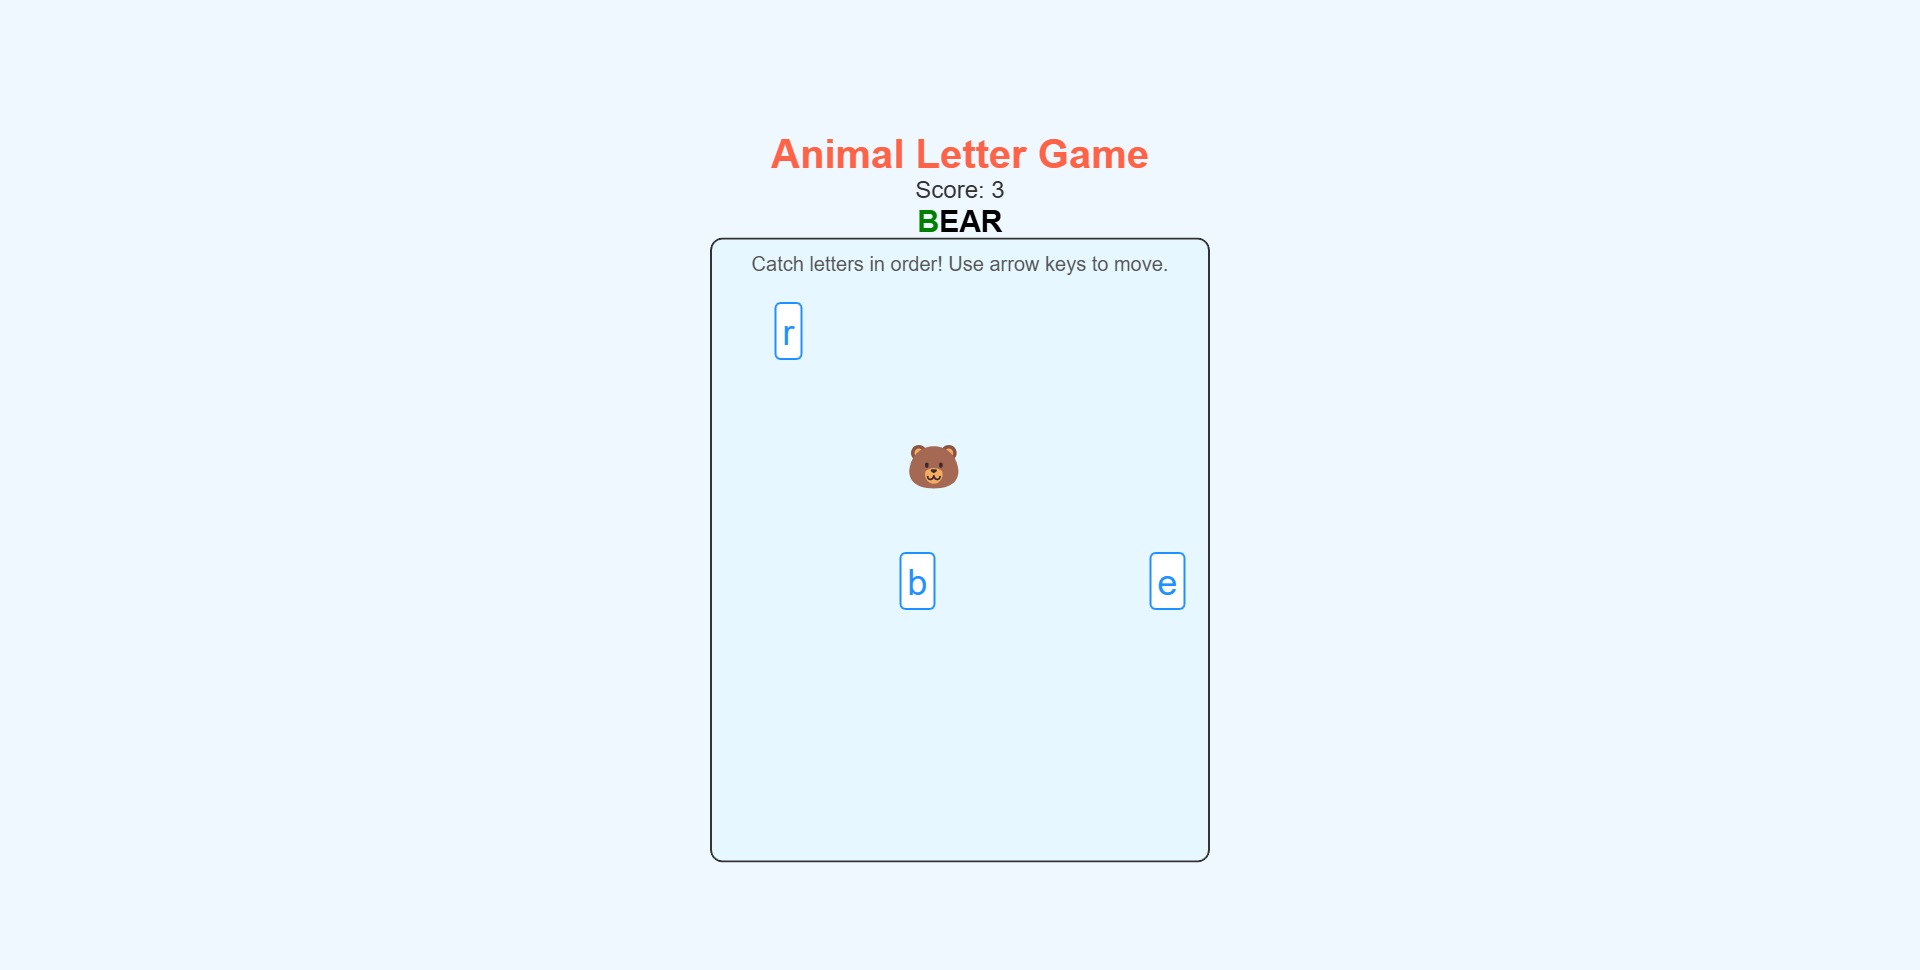 Animal Letter Game
Score: 3
BEAR
Catch letters in order! Use arrow keys to move.
r
b
e